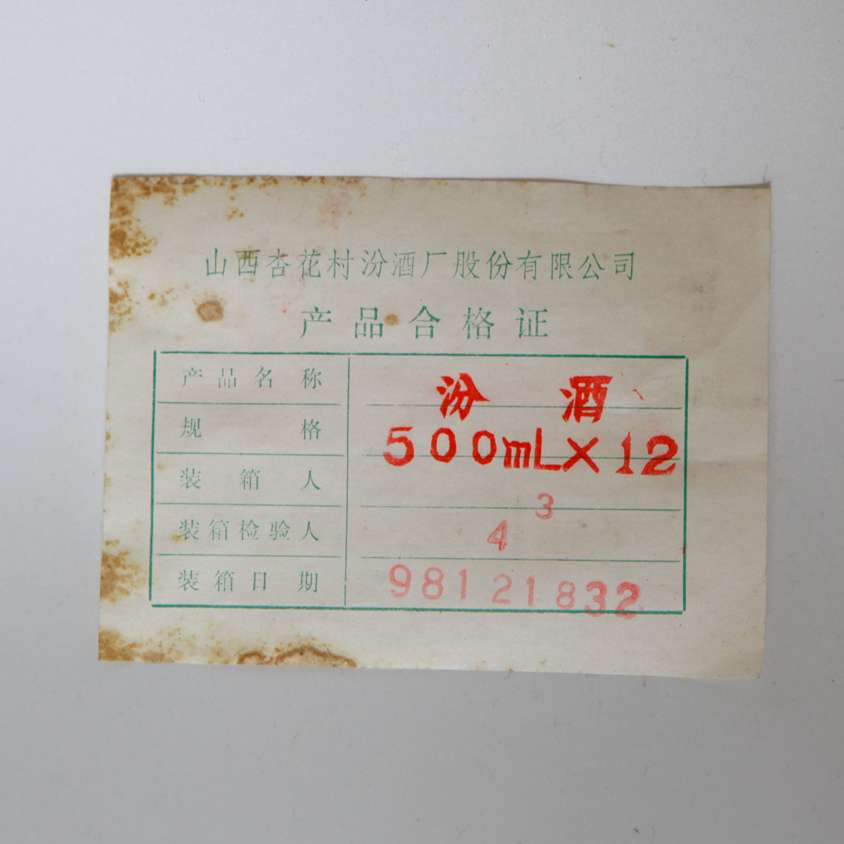 山西杏花村汾酒厂股份有限公司
产品合格证
产品名称 汾酒
规格 500mL×12
装箱人 3
装箱检验人 4
装箱日期 98121832